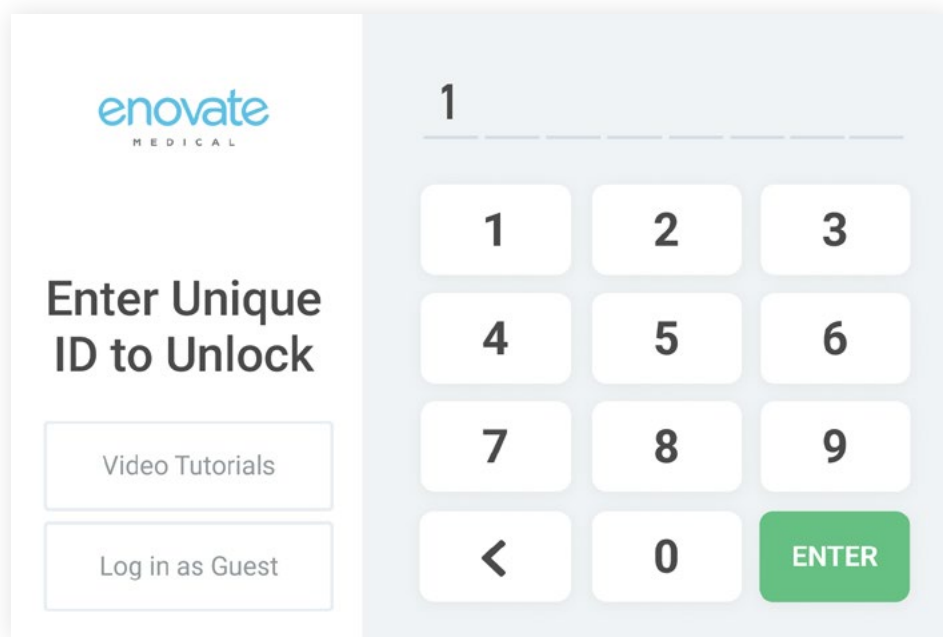 enovate
MEDICAL
Enter Unique
ID to Unlock
Video Tutorials
Log in as Guest
1
1 2 3
4 5 6
7 8 9
< 0 ENTER